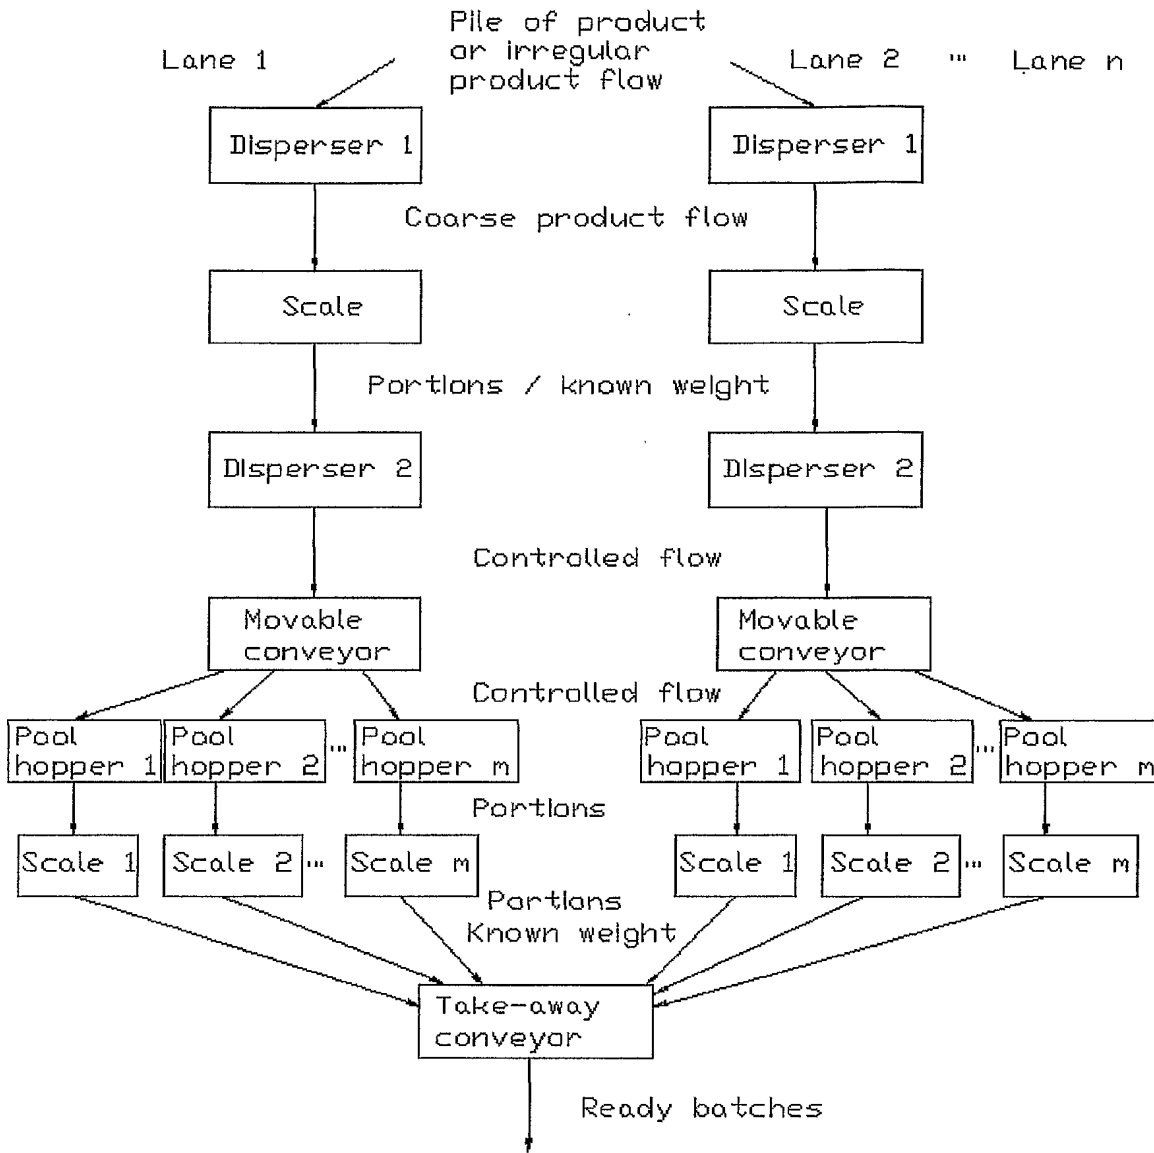 Pile of product
or irregular
product flow
Lane 1
Lane 2 ... Lane n
Disperser 1
Disperser 1
Coarse product flow
Scale
Scale
Portions / known weight
Disperser 2
Disperser 2
Controlled flow
Movable
conveyor
Movable
conveyor
Controlled flow
Pool
hopper 1
Pool
hopper 2
...
Pool
hopper m
Pool
hopper 1
Pool
hopper 2
...
Pool
hopper m
Portions
Scale 1
Scale 2
...
Scale m
Scale 1
Scale 2
...
Scale m
Portions
Known weight
Take-away
conveyor
Ready batches